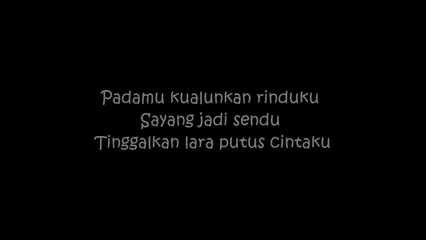 Padamu kualunkan rinduku
Sayang jadi sendu
Tinggalkan lara putus cintaku